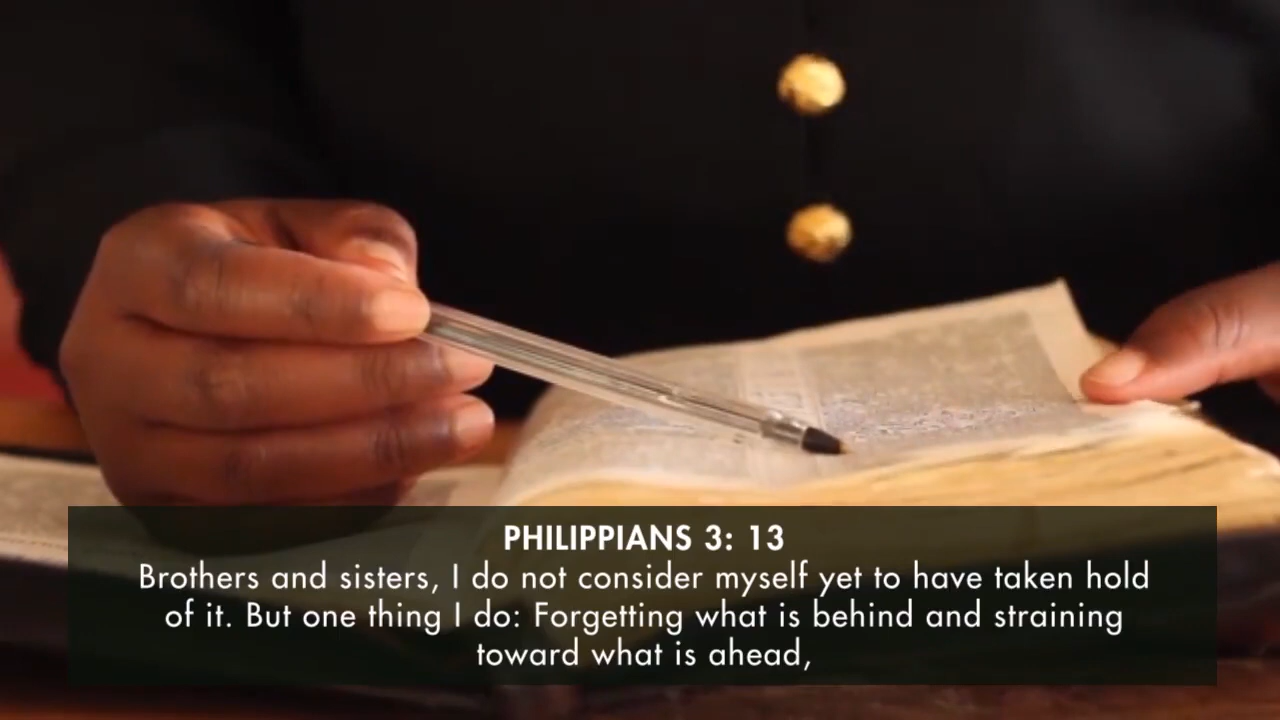 PHILIPPIANS 3: 13
Brothers and sisters, I do not consider myself yet to have taken hold
of it. But one thing I do: Forgetting what is behind and straining
toward what is ahead,